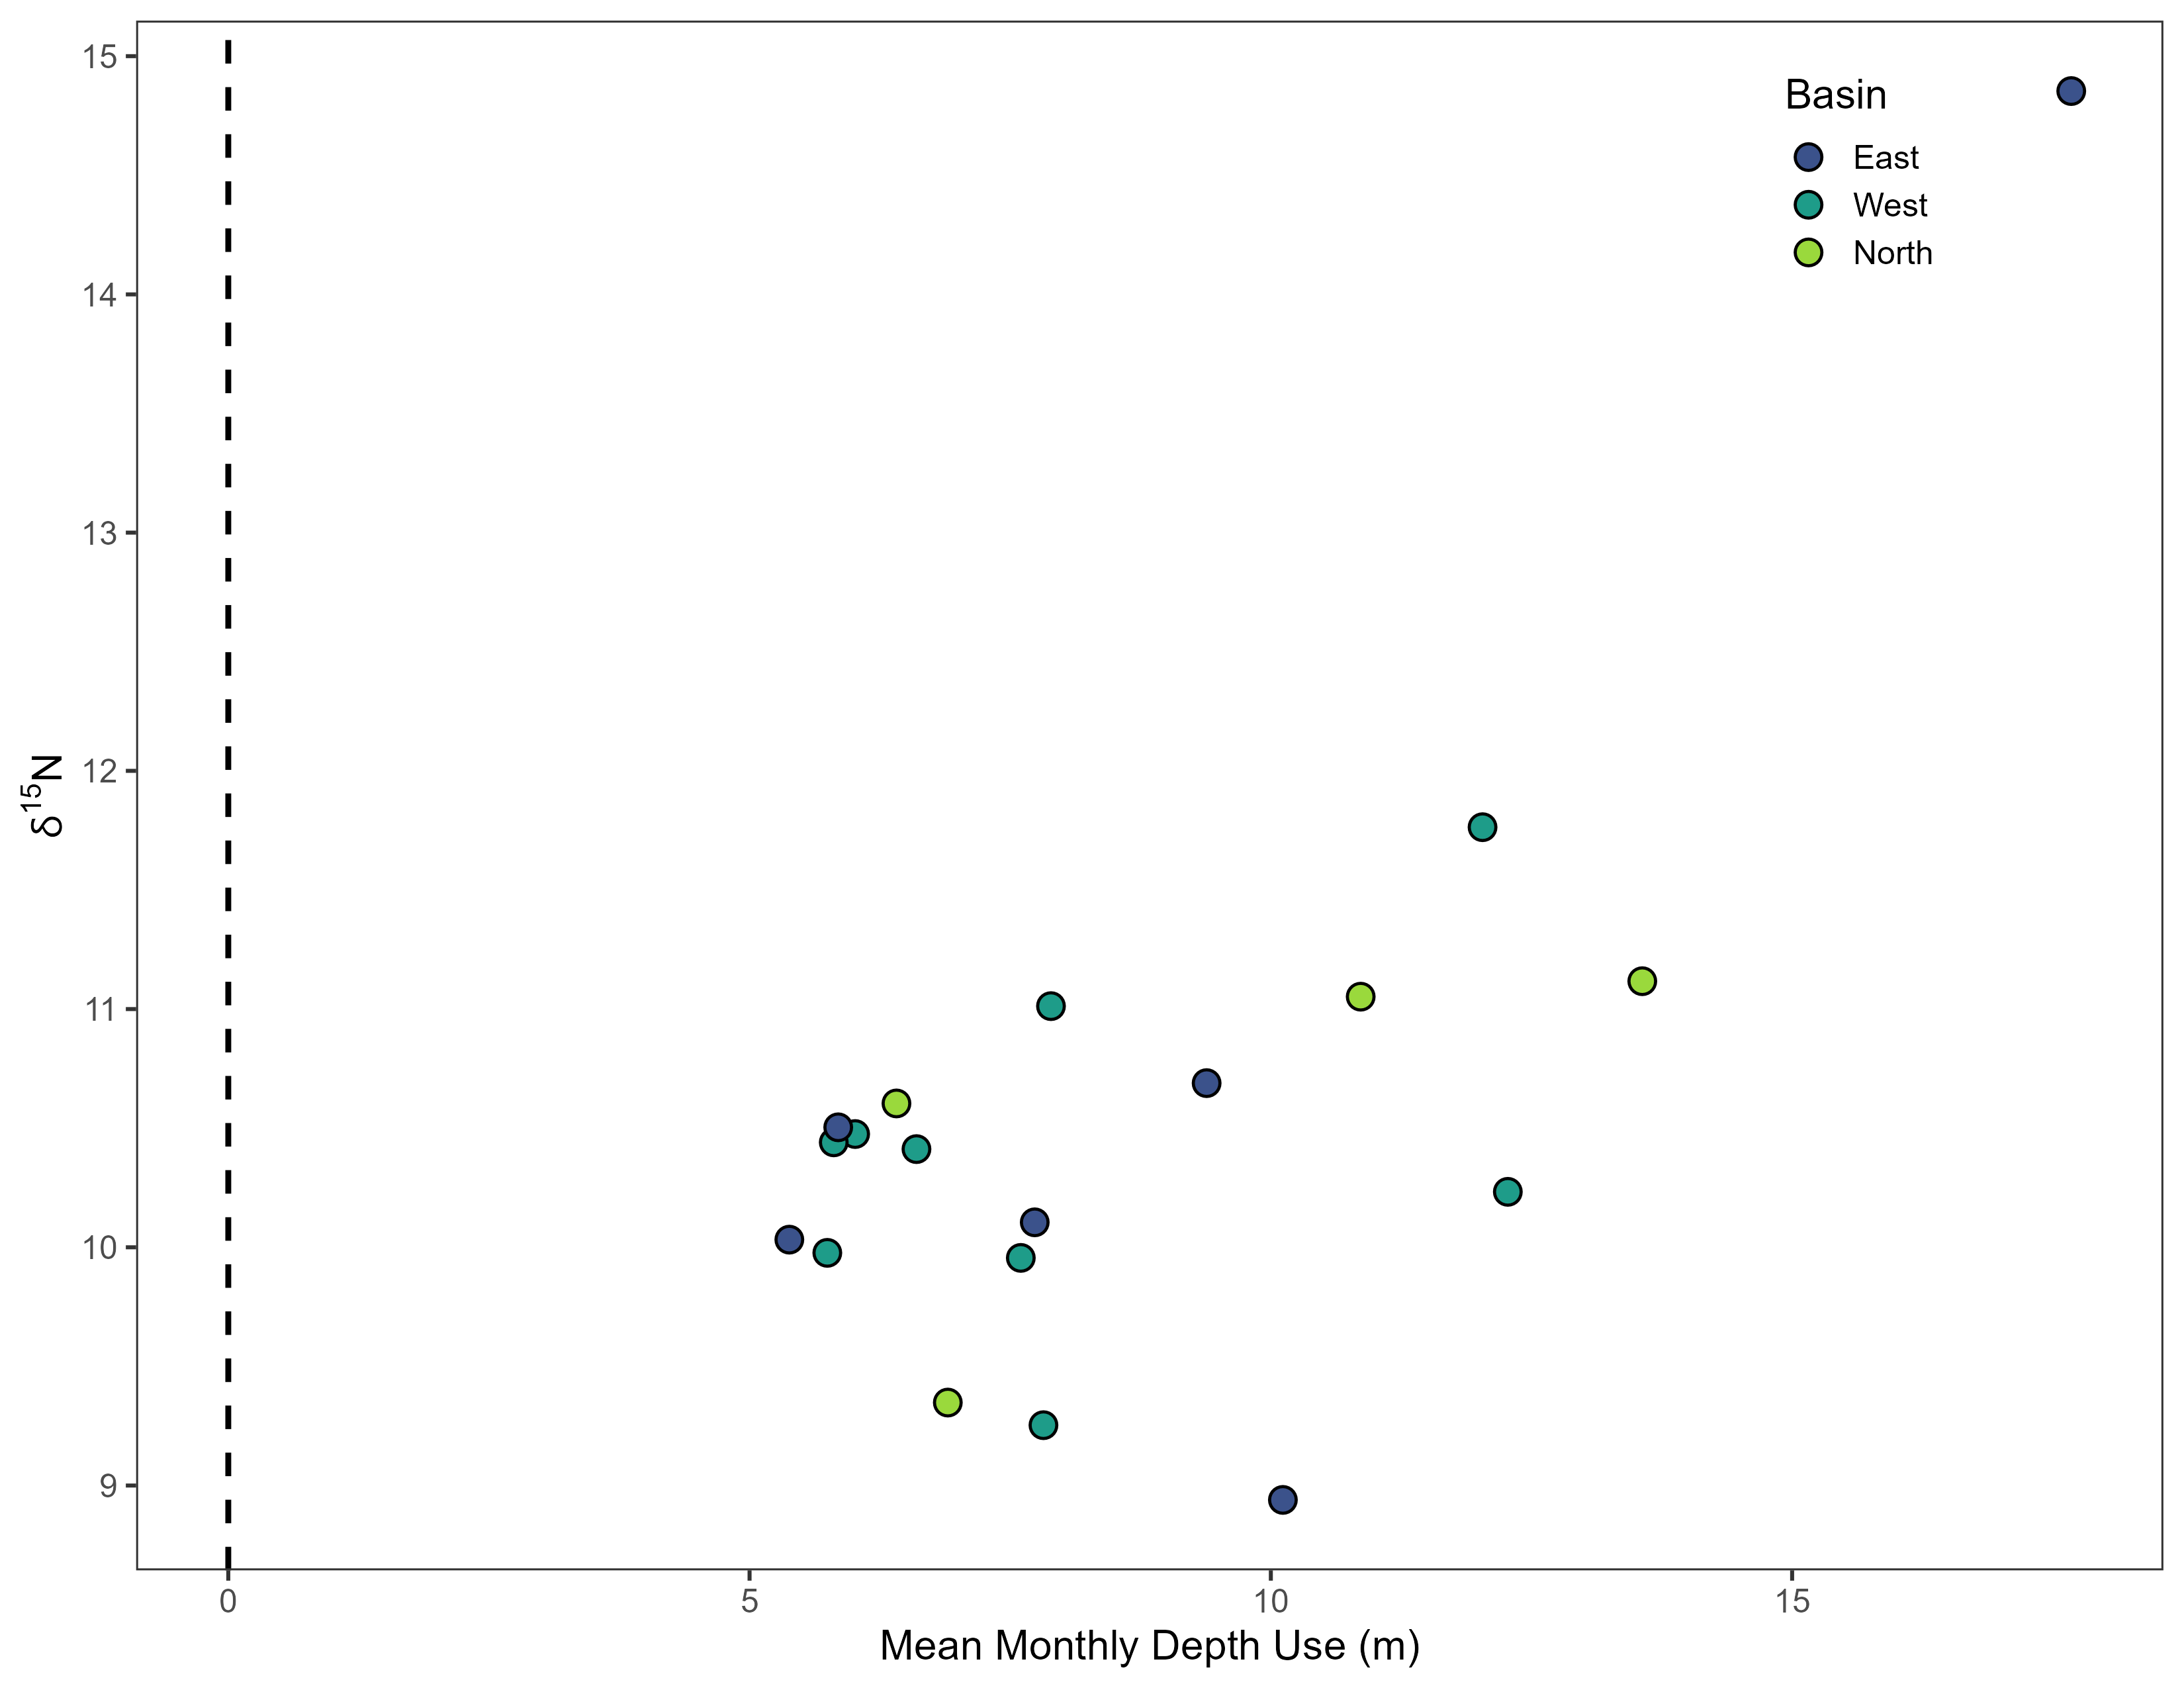 15
14
13
12
11
10
9
δ¹⁵N
Basin
East
West
North
0 5 10 15
Mean Monthly Depth Use (m)